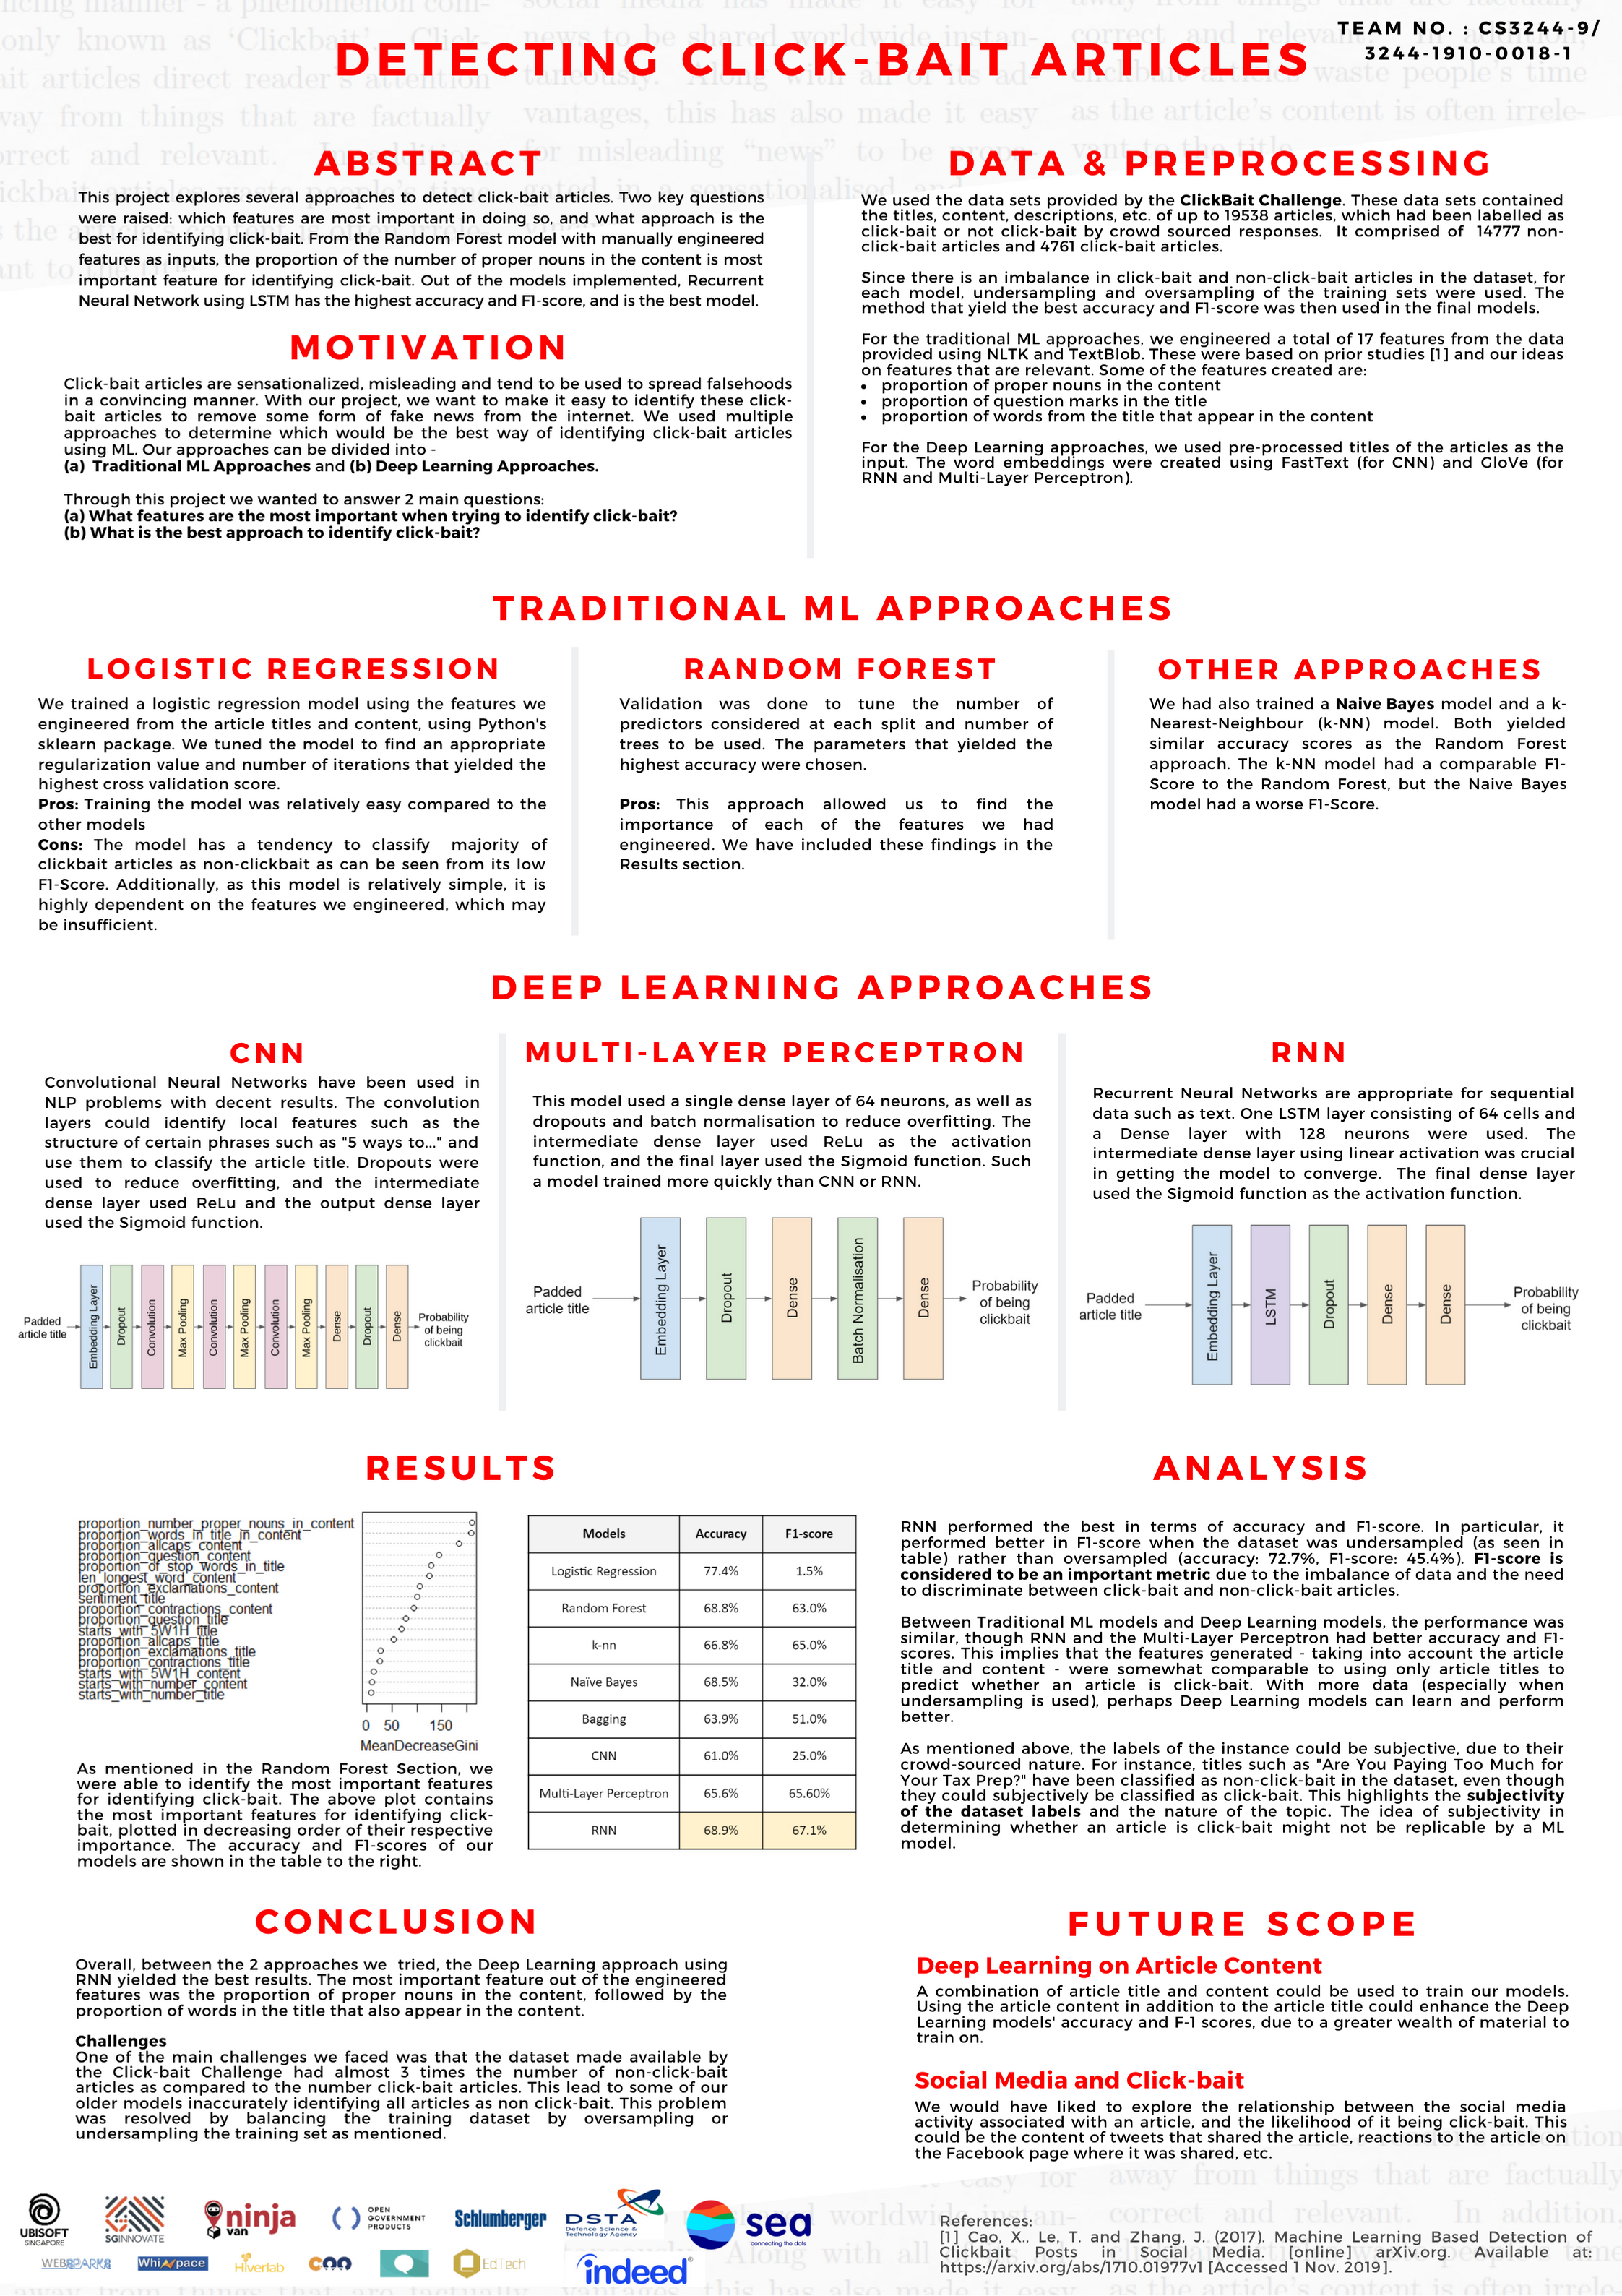 TEAM NO. : CS3244-9/
3244-1910-0018-1
DETECTING CLICK-BAIT ARTICLES
ABSTRACT
This project explores several approaches to detect click-bait articles. Two key questions
were raised: which features are most important in doing so, and what approach is the
best for identifying click-bait. From the Random Forest model with manually engineered
features as inputs, the proportion of the number of proper nouns in the content is most
important feature for identifying click-bait. Out of the models implemented, Recurrent
Neural Network using LSTM has the highest accuracy and F1-score, and is the best model.
MOTIVATION
Click-bait articles are sensationalized, misleading and tend to be used to spread falsehoods
in a convincing manner. With our project, we want to make it easy to identify these click-
bait articles to remove some form of fake news from the internet. We used multiple
approaches to determine which would be the best way of identifying click-bait articles
using ML. Our approaches can be divided into -
(a) Traditional ML Approaches and (b) Deep Learning Approaches.
Through this project we wanted to answer 2 main questions:
(a) What features are the most important when trying to identify click-bait?
(b) What is the best approach to identify click-bait?
DATA & PREPROCESSING
We used the data sets provided by the ClickBait Challenge. These data sets contained
the titles, content, descriptions, etc. of up to 19538 articles, which had been labelled as
click-bait or not click-bait by crowd sourced responses. It comprised of 14777 non-
click-bait articles and 4761 click-bait articles.
Since there is an imbalance in click-bait and non-click-bait articles in the dataset, for
each model, undersampling and oversampling of the training sets were used. The
method that yield the best accuracy and F1-score was then used in the final models.
For the traditional ML approaches, we engineered a total of 17 features from the data
provided using NLTK and TextBlob. These were based on prior studies [1] and our ideas
on features that are relevant. Some of the features created are:
• proportion of proper nouns in the content
• proportion of question marks in the title
• proportion of words from the title that appear in the content
For the Deep Learning approaches, we used pre-processed titles of the articles as the
input. The word embeddings were created using FastText (for CNN) and GloVe (for
RNN and Multi-Layer Perceptron).
TRADITIONAL ML APPROACHES
LOGISTIC REGRESSION
We trained a logistic regression model using the features we
engineered from the article titles and content, using Python's
sklearn package. We tuned the model to find an appropriate
regularization value and number of iterations that yielded the
highest cross validation score.
Pros: Training the model was relatively easy compared to the
other models
Cons: The model has a tendency to classify majority of
clickbait articles as non-clickbait as can be seen from its low
F1-Score. Additionally, as this model is relatively simple, it is
highly dependent on the features we engineered, which may
be insufficient.
RANDOM FOREST
Validation was done to tune the number of
predictors considered at each split and number of
trees to be used. The parameters that yielded the
highest accuracy were chosen.
Pros: This approach allowed us to find the
importance of each of the features we had
engineered. We have included these findings in the
Results section.
OTHER APPROACHES
We had also trained a Naive Bayes model and a k-
Nearest-Neighbour (k-NN) model. Both yielded
similar accuracy scores as the Random Forest
approach. The k-NN model had a comparable F1-
Score to the Random Forest, but the Naive Bayes
model had a worse F1-Score.
DEEP LEARNING APPROACHES
CNN
Convolutional Neural Networks have been used in
NLP problems with decent results. The convolution
layers could identify local features such as the
structure of certain phrases such as "5 ways to..." and
use them to classify the article title. Dropouts were
used to reduce overfitting, and the intermediate
dense layer used ReLu and the output dense layer
used the Sigmoid function.
Padded
article title
Embedding Layer
Dropout
Convolution
Max Pooling
Convolution
Max Pooling
Convolution
Max Pooling
Dense
Dropout
Dense
Probability
of being
clickbait
MULTI-LAYER PERCEPTRON
This model used a single dense layer of 64 neurons, as well as
dropouts and batch normalisation to reduce overfitting. The
intermediate dense layer used ReLu as the activation
function, and the final layer used the Sigmoid function. Such
a model trained more quickly than CNN or RNN.
Padded
article title
Embedding Layer
Dropout
Dense
Batch Normalisation
Dense
Probability
of being
clickbait
RNN
Recurrent Neural Networks are appropriate for sequential
data such as text. One LSTM layer consisting of 64 cells and
a Dense layer with 128 neurons were used. The
intermediate dense layer using linear activation was crucial
in getting the model to converge. The final dense layer
used the Sigmoid function as the activation function.
Padded
article title
Embedding Layer
LSTM
Dropout
Dense
Dense
Probability
of being
clickbait
RESULTS
proportion_number_proper_nouns_in_content
proportion_words_in_title_in_content
proportion_allcaps_content
proportion_question_content
proportion_of_stop_words_in_title
len_longest_word_content
proportion_exclamations_content
sentiment_title
proportion_contractions_content
proportion_question_title
starts_with_5W1H_title
proportion_allcaps_title
proportion_exclamations_title
proportion_contractions_title
starts_with_5W1H_content
starts_with_number_content
starts_with_number_title
0 50 150
MeanDecreaseGini
As mentioned in the Random Forest Section, we
were able to identify the most important features
for identifying click-bait. The above plot contains
the most important features for identifying click-
bait, plotted in decreasing order of their respective
importance. The accuracy and F1-scores of our
models are shown in the table to the right.
Models Accuracy F1-score
Logistic Regression 77.4% 1.5%
Random Forest 68.8% 63.0%
k-nn 66.8% 65.0%
Naïve Bayes 68.5% 32.0%
Bagging 63.9% 51.0%
CNN 61.0% 25.0%
Multi-Layer Perceptron 65.6% 65.60%
RNN 68.9% 67.1%
ANALYSIS
RNN performed the best in terms of accuracy and F1-score. In particular, it
performed better in F1-score when the dataset was undersampled (as seen in
table) rather than oversampled (accuracy: 72.7%, F1-score: 45.4%). F1-score is
considered to be an important metric due to the imbalance of data and the need
to discriminate between click-bait and non-click-bait articles.
Between Traditional ML models and Deep Learning models, the performance was
similar, though RNN and the Multi-Layer Perceptron had better accuracy and F1-
scores. This implies that the features generated - taking into account the article
title and content - were somewhat comparable to using only article titles to
predict whether an article is click-bait. With more data (especially when
undersampling is used), perhaps Deep Learning models can learn and perform
better.
As mentioned above, the labels of the instance could be subjective, due to their
crowd-sourced nature. For instance, titles such as "Are You Paying Too Much for
Your Tax Prep?" have been classified as non-click-bait in the dataset, even though
they could subjectively be classified as click-bait. This highlights the subjectivity
of the dataset labels and the nature of the topic. The idea of subjectivity in
determining whether an article is click-bait might not be replicable by a ML
model.
CONCLUSION
Overall, between the 2 approaches we tried, the Deep Learning approach using
RNN yielded the best results. The most important feature out of the engineered
features was the proportion of proper nouns in the content, followed by the
proportion of words in the title that also appear in the content.
Challenges
One of the main challenges we faced was that the dataset made available by
the Click-bait Challenge had almost 3 times the number of non-click-bait
articles as compared to the number click-bait articles. This lead to some of our
older models inaccurately identifying all articles as non click-bait. This problem
was resolved by balancing the training dataset by oversampling or
undersampling the training set as mentioned.
FUTURE SCOPE
Deep Learning on Article Content
A combination of article title and content could be used to train our models.
Using the article content in addition to the article title could enhance the Deep
Learning models' accuracy and F-1 scores, due to a greater wealth of material to
train on.
Social Media and Click-bait
We would have liked to explore the relationship between the social media
activity associated with an article, and the likelihood of it being click-bait. This
could be the content of tweets that shared the article, reactions to the article on
the Facebook page where it was shared, etc.
UBISOFT
SINGAPORE
SGINNOVATE
ninja
van
OPEN
GOVERNMENT
PRODUCTS
Schlumberger
DSTA
Defence Science &
Technology Agency
sea
connecting the dots
WEBSPARKS
Whizpace
Hiverlab
EdTech
indeed
References:
[1] Cao, X., Le, T. and Zhang, J. (2017). Machine Learning Based Detection of
Clickbait Posts in Social Media. [online] arXiv.org. Available at:
https://arxiv.org/abs/1710.01977v1 [Accessed 1 Nov. 2019].